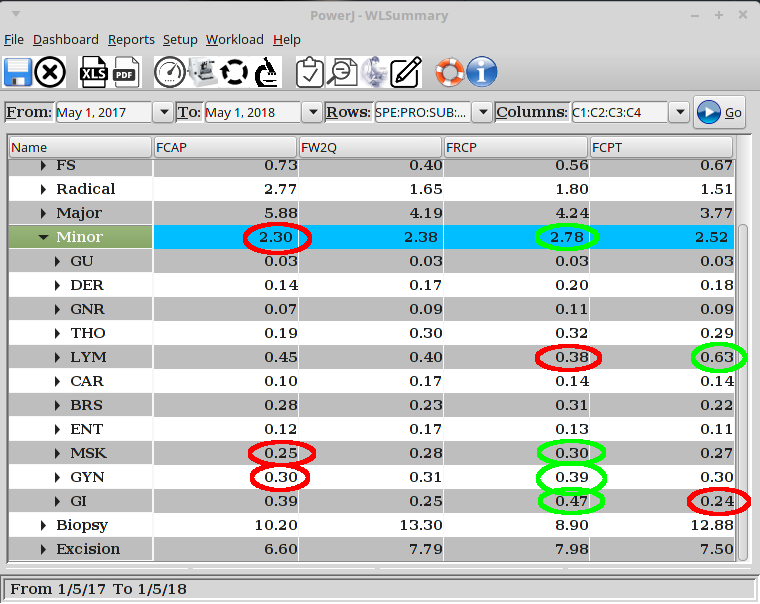 PowerJ - WLSummary
File Dashboard Reports Setup Workload Help
XLS PDF
From: May 1, 2017 To: May 1, 2018 Rows: SPE:PRO:SUB:... Columns: C1:C2:C3:C4 Go
Name FCAP FW2Q FRCP FCPT
FS 0.73 0.40 0.56 0.67
Radical 2.77 1.65 1.80 1.51
Major 5.88 4.19 4.24 3.77
Minor 2.30 2.38 2.78 2.52
GU 0.03 0.03 0.03 0.03
DER 0.14 0.17 0.20 0.18
GNR 0.07 0.09 0.11 0.09
THO 0.19 0.30 0.32 0.29
LYM 0.45 0.40 0.38 0.63
CAR 0.10 0.17 0.14 0.14
BRS 0.28 0.23 0.31 0.22
ENT 0.12 0.17 0.13 0.11
MSK 0.25 0.28 0.30 0.27
GYN 0.30 0.31 0.39 0.30
GI 0.39 0.25 0.47 0.24
Biopsy 10.20 13.30 8.90 12.88
Excision 6.60 7.79 7.98 7.50
From 1/5/17 To 1/5/18